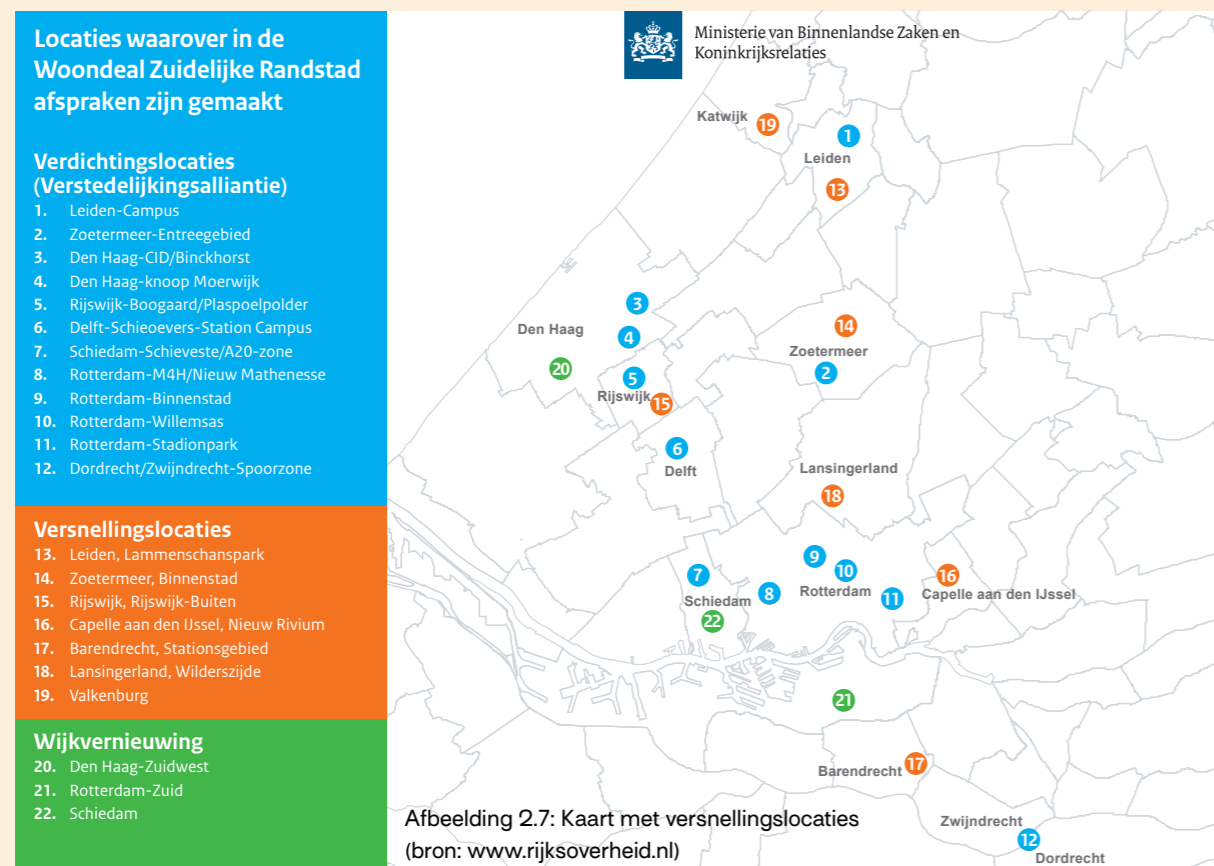 Locaties waarover in de
Woondeal Zuidelijke Randstad
afspraken zijn gemaakt
Verdichtingslocaties
(Verstedelijkingsalliantie)
1. Leiden-Campus
2. Zoetermeer-Entreegebied
3. Den Haag-CID/Binckhorst
4. Den Haag-knoop Moerwijk
5. Rijswijk-Boogaard/Plaspoelpolder
6. Delft-Schieoevers-Station Campus
7. Schiedam-Schieveste/A20-zone
8. Rotterdam-M4H/Nieuw Mathenesse
9. Rotterdam-Binnenstad
10. Rotterdam-Willemsas
11. Rotterdam-Stadionpark
12. Dordrecht/Zwijndrecht-Spoorzone
Versnellingslocaties
13. Leiden, Lammenschanspark
14. Zoetermeer, Binnenstad
15. Rijswijk, Rijswijk-Buiten
16. Capelle aan den IJssel, Nieuw Rivium
17. Barendrecht, Stationsgebied
18. Lansingerland, Wilderszijde
19. Valkenburg
Wijkvernieuwing
20. Den Haag-Zuidwest
21. Rotterdam-Zuid
22. Schiedam
Ministerie van Binnenlandse Zaken en
Koninkrijksrelaties
Katwijk
19
1
Leiden
13
3
Den Haag
4
14
Zoetermeer
20
5
2
Rijswijk
15
6
Delft
Lansingerland
18
9
7
10
16
Schiedam
8
Rotterdam
11
Capelle aan den IJssel
22
21
Barendrecht
17
Zwijndrecht
12
Dordrecht
Afbeelding 2.7: Kaart met versnellingslocaties
(bron: www.rijksoverheid.nl)